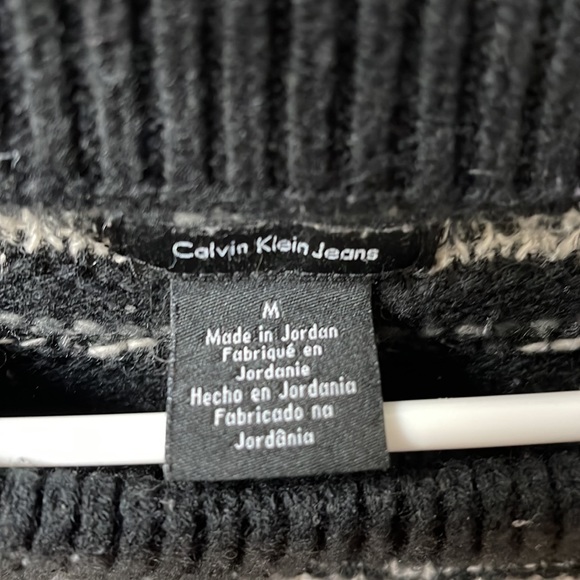 Calvin Klein Jeans
M
Made in Jordan
Fabriqué en
Jordanie
Hecho en Jordania
Fabricado na
Jordânia